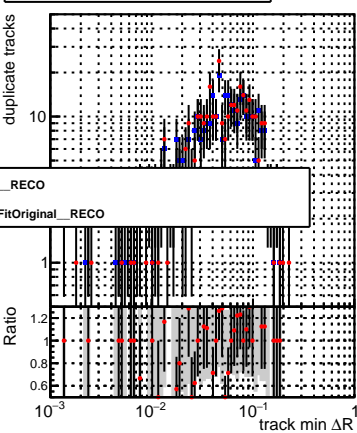 duplicate tracks
10
__RECO
FitOriginal__RECO
1
Ratio
1.2
1
0.8
0.6
10−3 10−2 10−1 1
track min ΔR